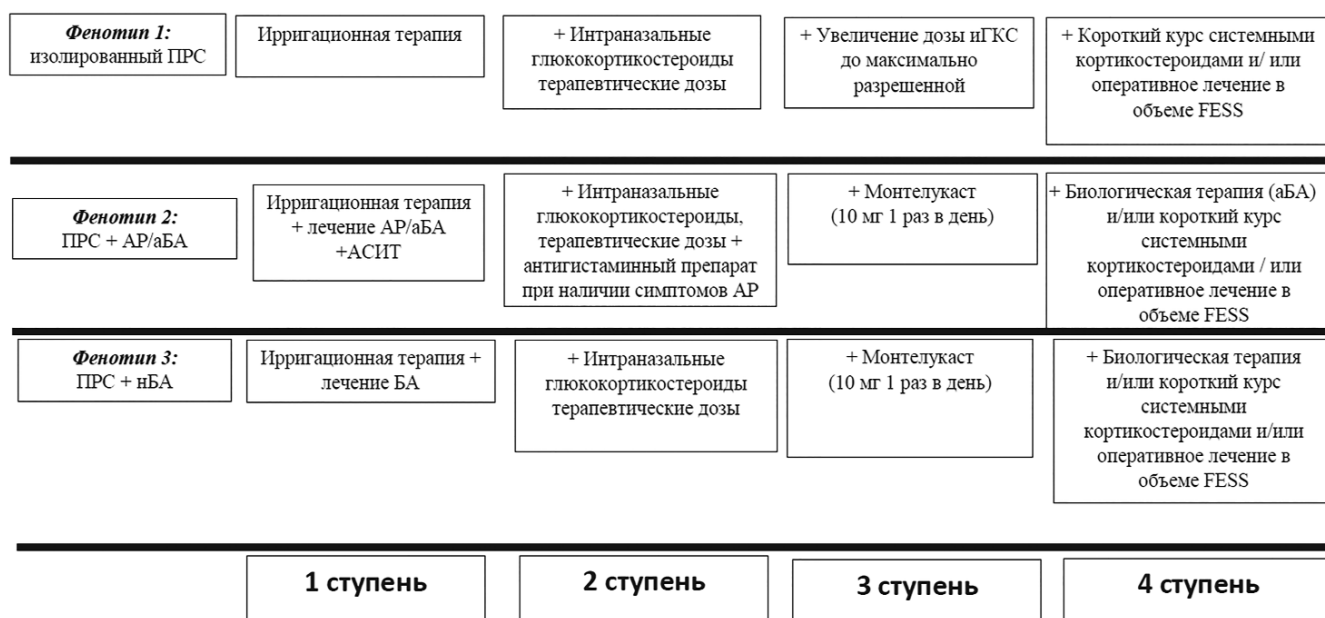 Фенотип 1:
изолированный ПРС
Ирригационная терапия
+ Интраназальные
глюкокортикостероиды
терапевтические дозы
+ Увеличение дозы иГКС
до максимально
разрешенной
+ Короткий курс системными
кортикостероидами и/ или
оперативное лечение в
объеме FESS
Фенотип 2:
ПРС + АР/аБА
Ирригационная терапия
+ лечение АР/аБА
+АСИТ
+ Интраназальные
глюкокортикостероиды,
терапевтические дозы +
антигистаминный препарат
при наличии симптомов АР
+ Монтелукаст
(10 мг 1 раз в день)
+ Биологическая терапия (аБА)
и/или короткий курс
системными
кортикостероидами / или
оперативное лечение в
объеме FESS
Фенотип 3:
ПРС + нБА
Ирригационная терапия +
лечение БА
+ Интраназальные
глюкокортикостероиды
терапевтические дозы
+ Монтелукаст
(10 мг 1 раз в день)
+ Биологическая терапия
и/или короткий курс
системными
кортикостероидами и/или
оперативное лечение в
объеме FESS
1 ступень
2 ступень
3 ступень
4 ступень